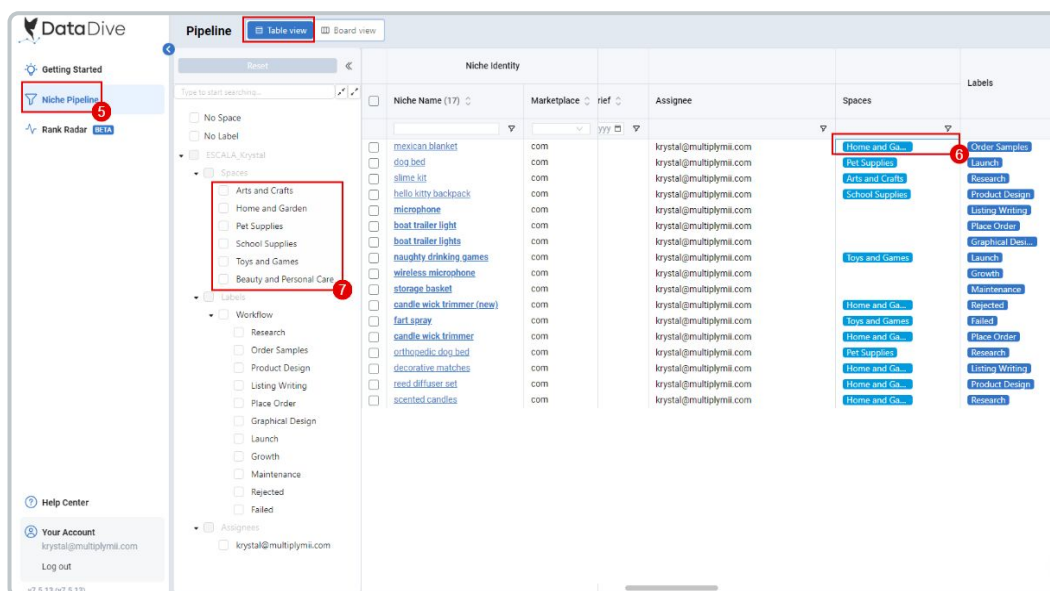 DataDive
Pipeline
Table view
Board view
Getting Started
Niche Pipeline
5
Rank Radar BETA
Reset
Type to start searching...
No Space
No Label
ESCALA_Krystal
Spaces
Arts and Crafts
Home and Garden
Pet Supplies
School Supplies
Toys and Games
Beauty and Personal Care
7
Labels
Workflow
Research
Order Samples
Product Design
Listing Writing
Place Order
Graphical Design
Launch
Growth
Maintenance
Rejected
Failed
Assignees
krystal@multiplymii.com
Help Center
Your Account
krystal@multiplymii.com
Log out
v7.5.13 (v7.5.13)
Niche Identity
Labels
Niche Name (17) Marketplace rief Assignee Spaces
yyy
6
mexican blanket com krystal@multiplymii.com Home and Ga... Order Samples
dog bed com krystal@multiplymii.com Pet Supplies Launch
slime kit com krystal@multiplymii.com Arts and Crafts Research
hello kitty backpack com krystal@multiplymii.com School Supplies Product Design
microphone com krystal@multiplymii.com Listing Writing
boat trailer light com krystal@multiplymii.com Place Order
boat trailer lights com krystal@multiplymii.com Graphical Desi...
naughty drinking games com krystal@multiplymii.com Toys and Games Launch
wireless microphone com krystal@multiplymii.com Growth
storage basket com krystal@multiplymii.com Maintenance
candle wick trimmer (new) com krystal@multiplymii.com Home and Ga... Rejected
fart spray com krystal@multiplymii.com Toys and Games Failed
candle wick trimmer com krystal@multiplymii.com Home and Ga... Place Order
orthopedic dog bed com krystal@multiplymii.com Pet Supplies Research
decorative matches com krystal@multiplymii.com Home and Ga... Listing Writing
reed diffuser set com krystal@multiplymii.com Home and Ga... Product Design
scented candles com krystal@multiplymii.com Home and Ga... Research